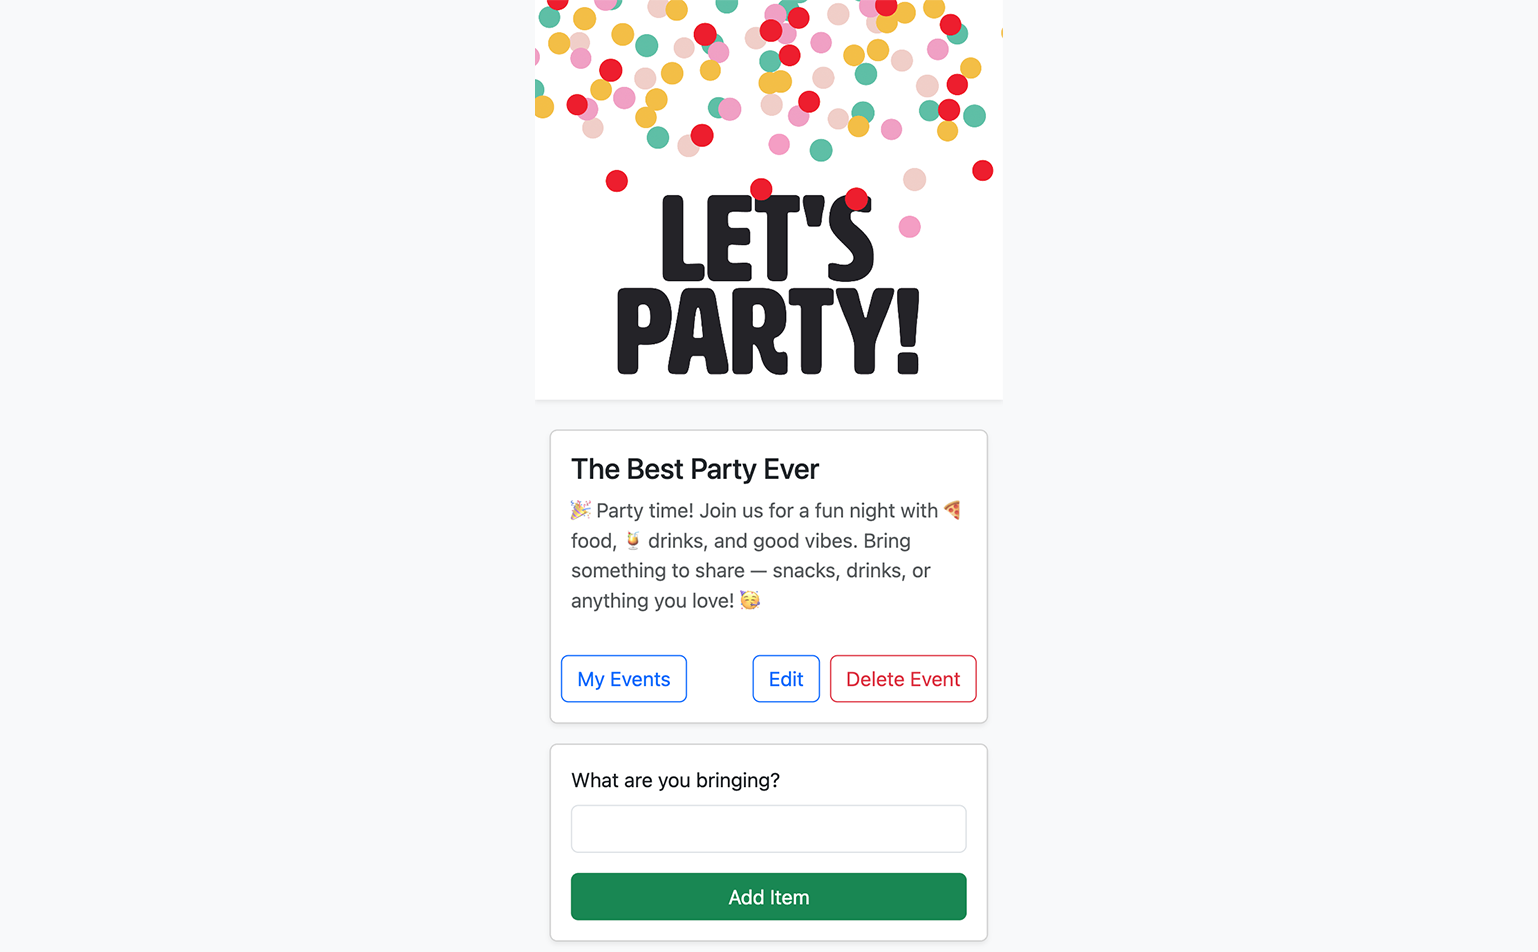 LET'S
PARTY!
The Best Party Ever
🎉 Party time! Join us for a fun night with 🍕
food, 🍹 drinks, and good vibes. Bring
something to share — snacks, drinks, or
anything you love! 🥳
My Events
Edit
Delete Event
What are you bringing?
Add Item